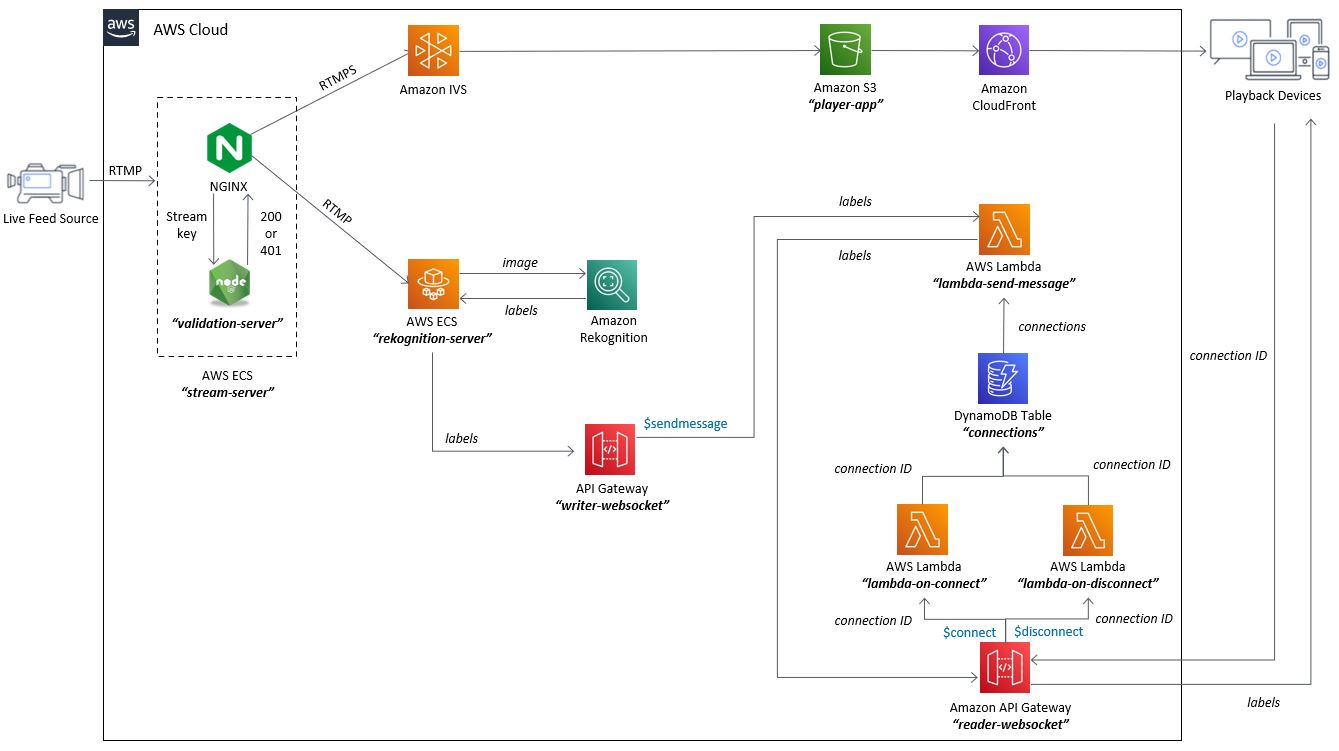 aws
AWS Cloud
RTMPS
Amazon IVS
Amazon S3
“player-app”
Amazon
CloudFront
Playback Devices
Live Feed Source
RTMP
N
NGINX
Stream
key
200
or
401
node
“validation-server”
AWS ECS
“stream-server”
RTMP
AWS ECS
“rekognition-server”
image
labels
Amazon
Rekognition
labels
API Gateway
“writer-websocket”
$sendmessage
labels
labels
AWS Lambda
“lambda-send-message”
connections
DynamoDB Table
“connections”
connection ID
connection ID
AWS Lambda
“lambda-on-connect”
AWS Lambda
“lambda-on-disconnect”
connection ID
connection ID
$connect
$disconnect
Amazon API Gateway
“reader-websocket”
connection ID
labels